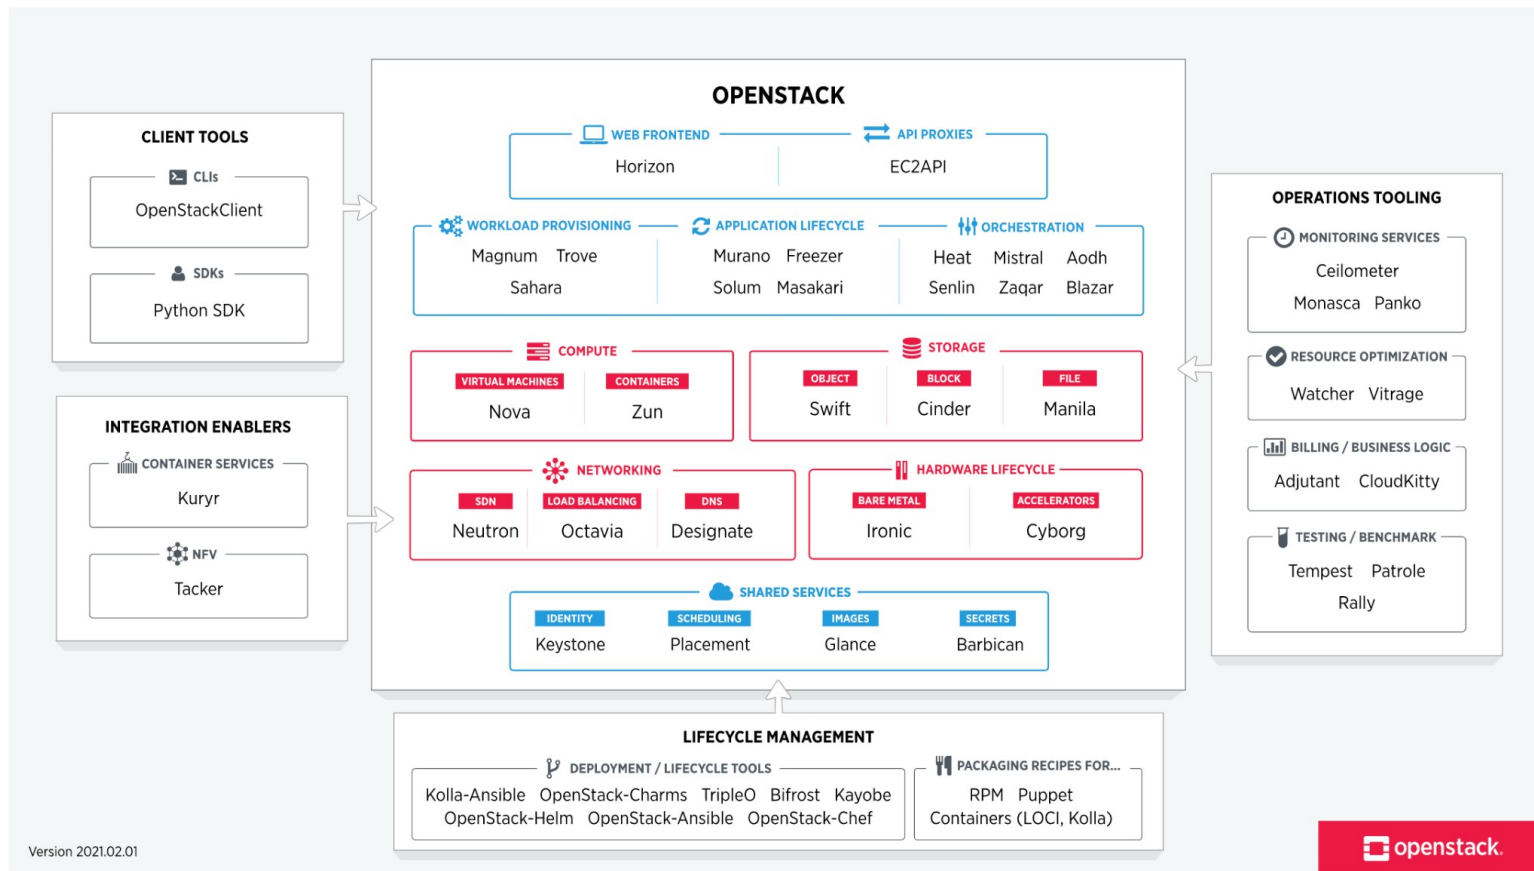 OPENSTACK
WEB FRONTEND
API PROXIES
Horizon
EC2API
WORKLOAD PROVISIONING
APPLICATION LIFECYCLE
ORCHESTRATION
Magnum Trove
Sahara
Murano Freezer
Solum Masakari
Heat Mistral Aodh
Senlin Zaqar Blazar
COMPUTE
VIRTUAL MACHINES
CONTAINERS
Nova
Zun
STORAGE
OBJECT
BLOCK
FILE
Swift
Cinder
Manila
NETWORKING
SDN
LOAD BALANCING
DNS
Neutron
Octavia
Designate
HARDWARE LIFECYCLE
BARE METAL
ACCELERATORS
Ironic
Cyborg
SHARED SERVICES
IDENTITY
SCHEDULING
IMAGES
SECRETS
Keystone
Placement
Glance
Barbican
CLIENT TOOLS
CLIs
OpenStackClient
SDKs
Python SDK
INTEGRATION ENABLERS
CONTAINER SERVICES
Kuryr
NFV
Tacker
OPERATIONS TOOLING
MONITORING SERVICES
Ceilometer
Monasca Panko
RESOURCE OPTIMIZATION
Watcher Vitrage
BILLING / BUSINESS LOGIC
Adjutant CloudKitty
TESTING / BENCHMARK
Tempest Patrole
Rally
LIFECYCLE MANAGEMENT
DEPLOYMENT / LIFECYCLE TOOLS
Kolla-Ansible OpenStack-Charms TripleO Bifrost Kayobe
OpenStack-Helm OpenStack-Ansible OpenStack-Chef
PACKAGING RECIPES FOR...
RPM Puppet
Containers (LOCI, Kolla)
Version 2021.02.01
openstack.